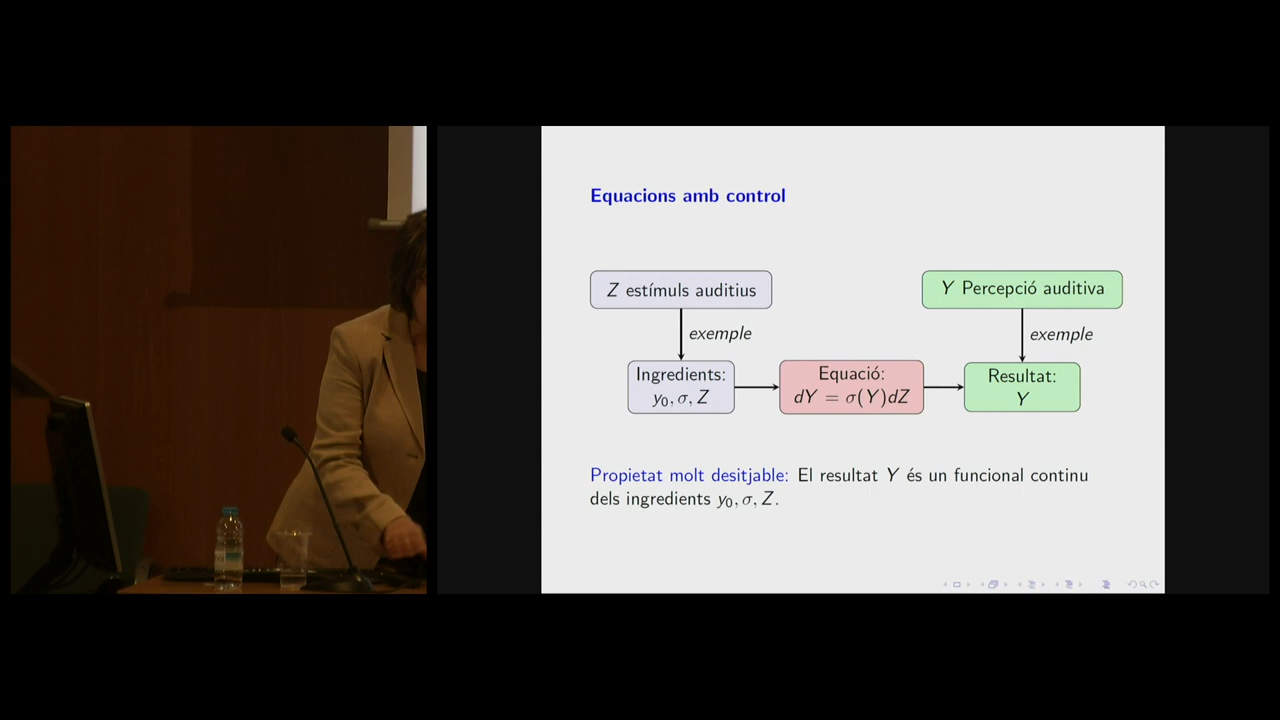 Equacions amb control
Z estímuls auditius
Y Percepció auditiva
exemple
exemple
Ingredients:
y₀, σ, Z
Equació:
dY = σ(Y)dZ
Resultat:
Y
Propietat molt desitjable: El resultat Y és un funcional continu
dels ingredients y₀, σ, Z.